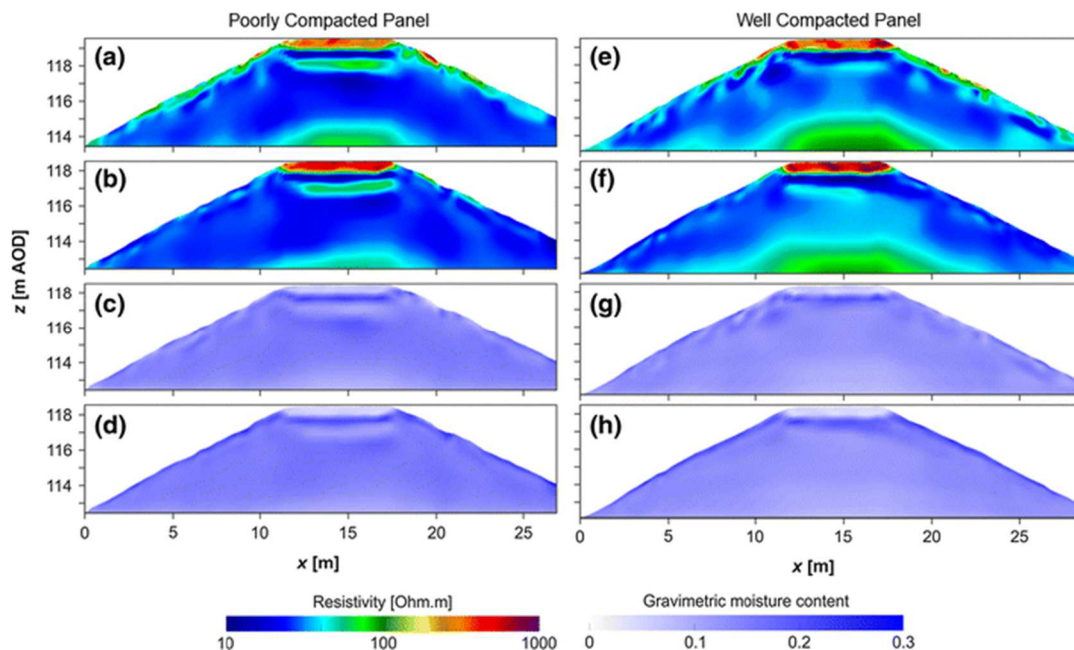 Poorly Compacted Panel
Well Compacted Panel
(a)
118
116
114
(e)
(b)
118
116
114
(f)
(c)
118
116
114
(g)
(d)
118
116
114
(h)
z [m AOD]
0 5 10 15 20 25
0 5 10 15 20 25
x [m]
x [m]
Resistivity [Ohm.m]
10 100 1000
Gravimetric moisture content
0 0.1 0.2 0.3